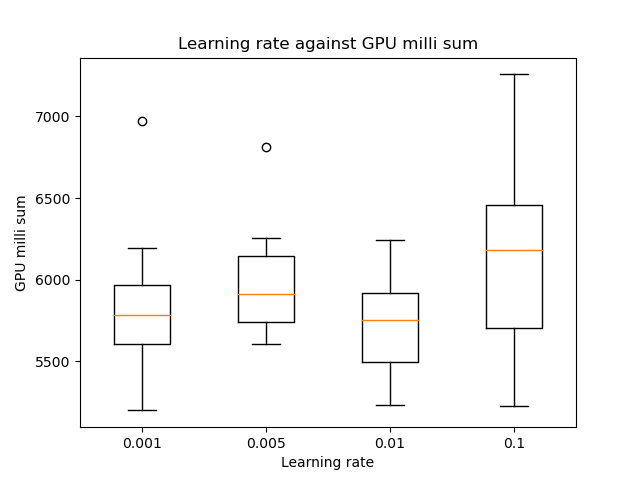 Learning rate against GPU milli sum
GPU milli sum
7000
6500
6000
5500
0.001 0.005 0.01 0.1
Learning rate